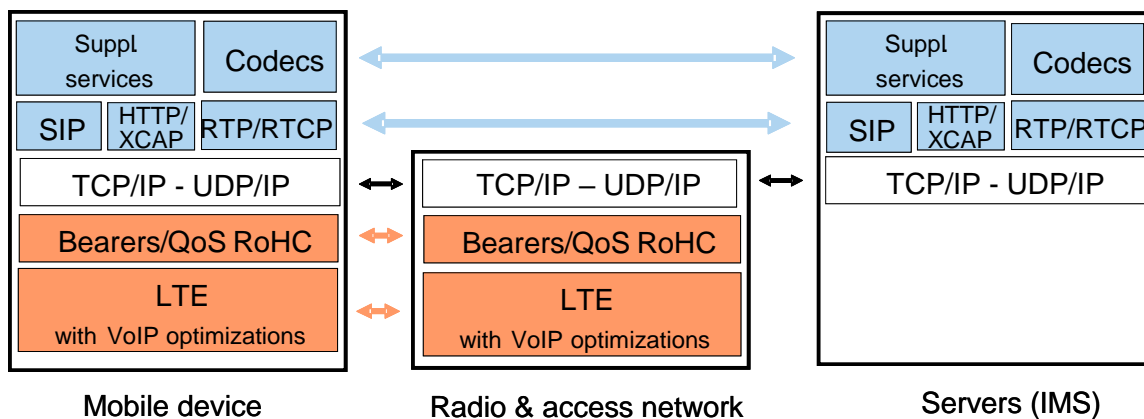 Suppl.
services
Codecs
SIP
HTTP/
XCAP
RTP/RTCP
TCP/IP - UDP/IP
Bearers/QoS RoHC
LTE
with VoIP optimizations
Mobile device
TCP/IP – UDP/IP
Bearers/QoS RoHC
LTE
with VoIP optimizations
Radio & access network
Suppl.
services
Codecs
SIP
HTTP/
XCAP
RTP/RTCP
TCP/IP - UDP/IP
Servers (IMS)